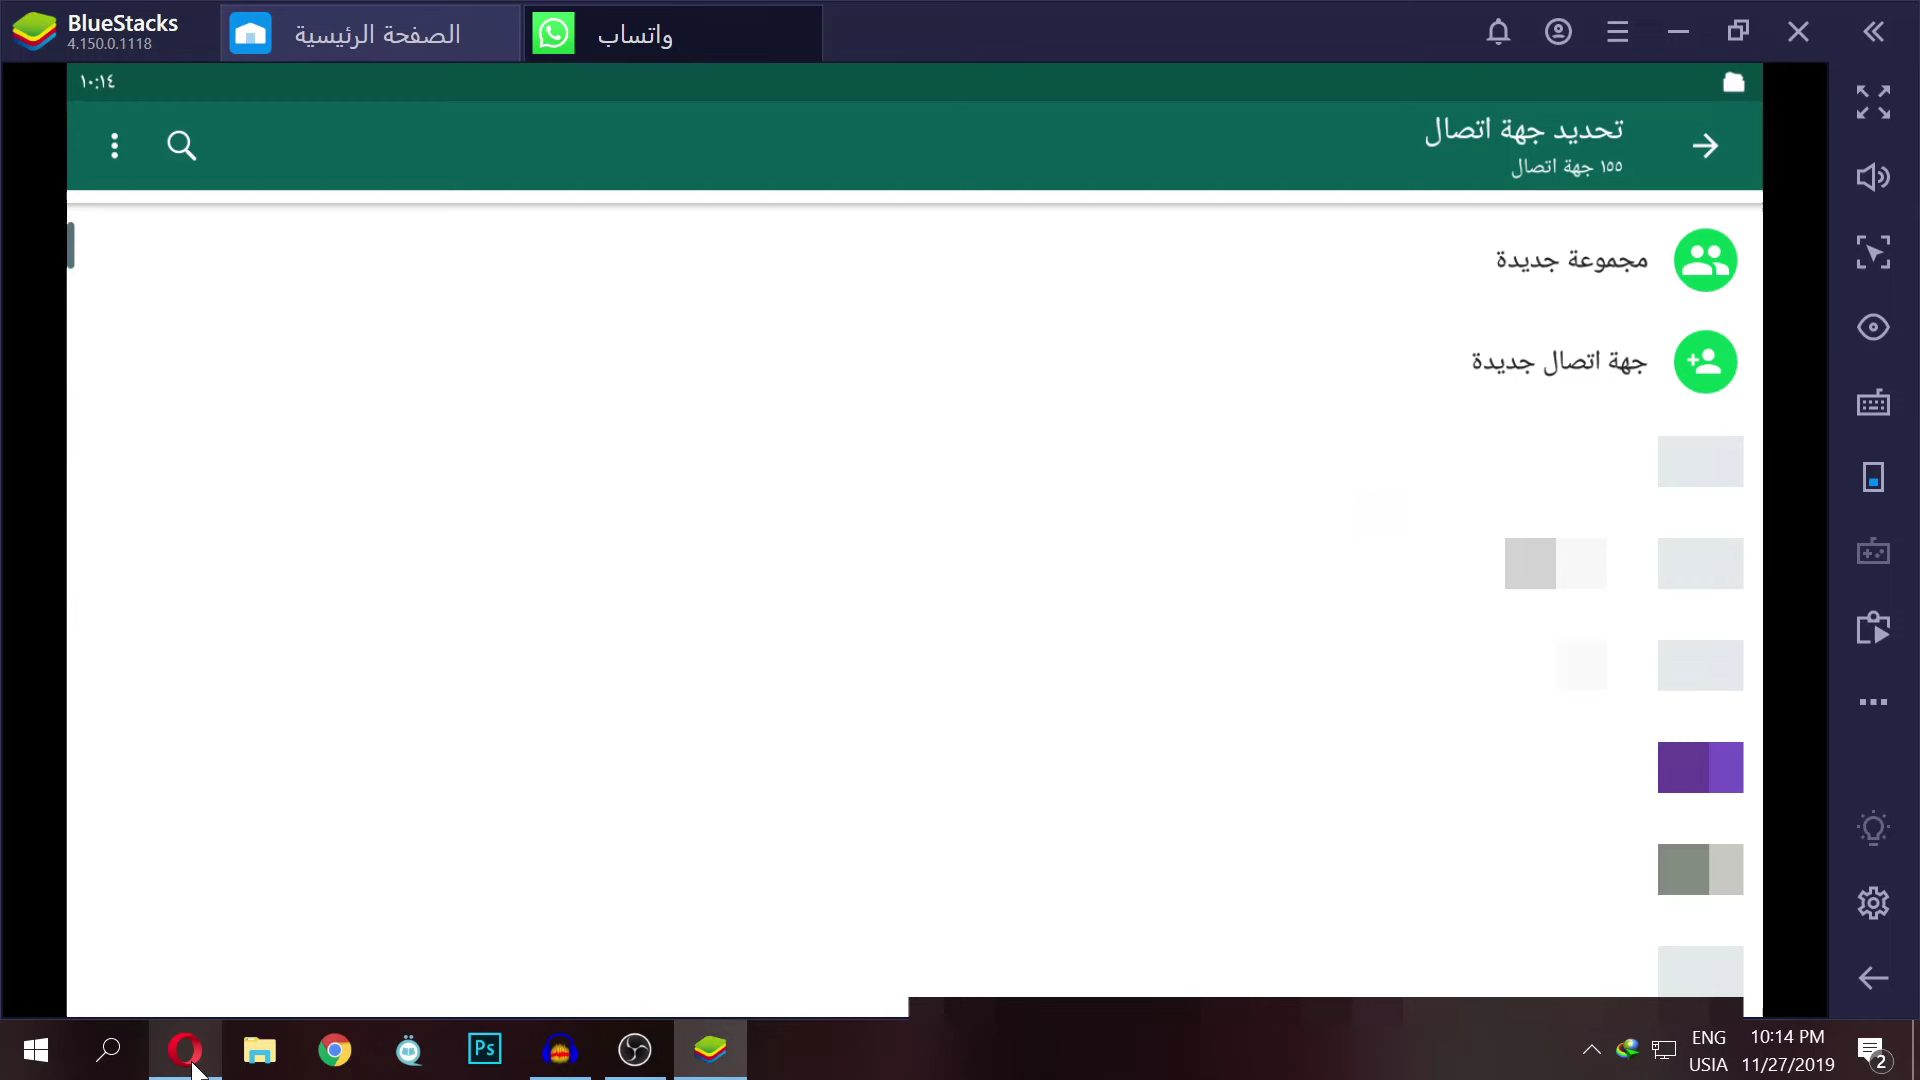 BlueStacks
4.150.0.1118
الصفحة الرئيسية
واتساب
١٠:١٤
تحديد جهة اتصال
١٥٥ جهة اتصال
مجموعة جديدة
جهة اتصال جديدة
Ps
ENG
USIA
10:14 PM
11/27/2019
2